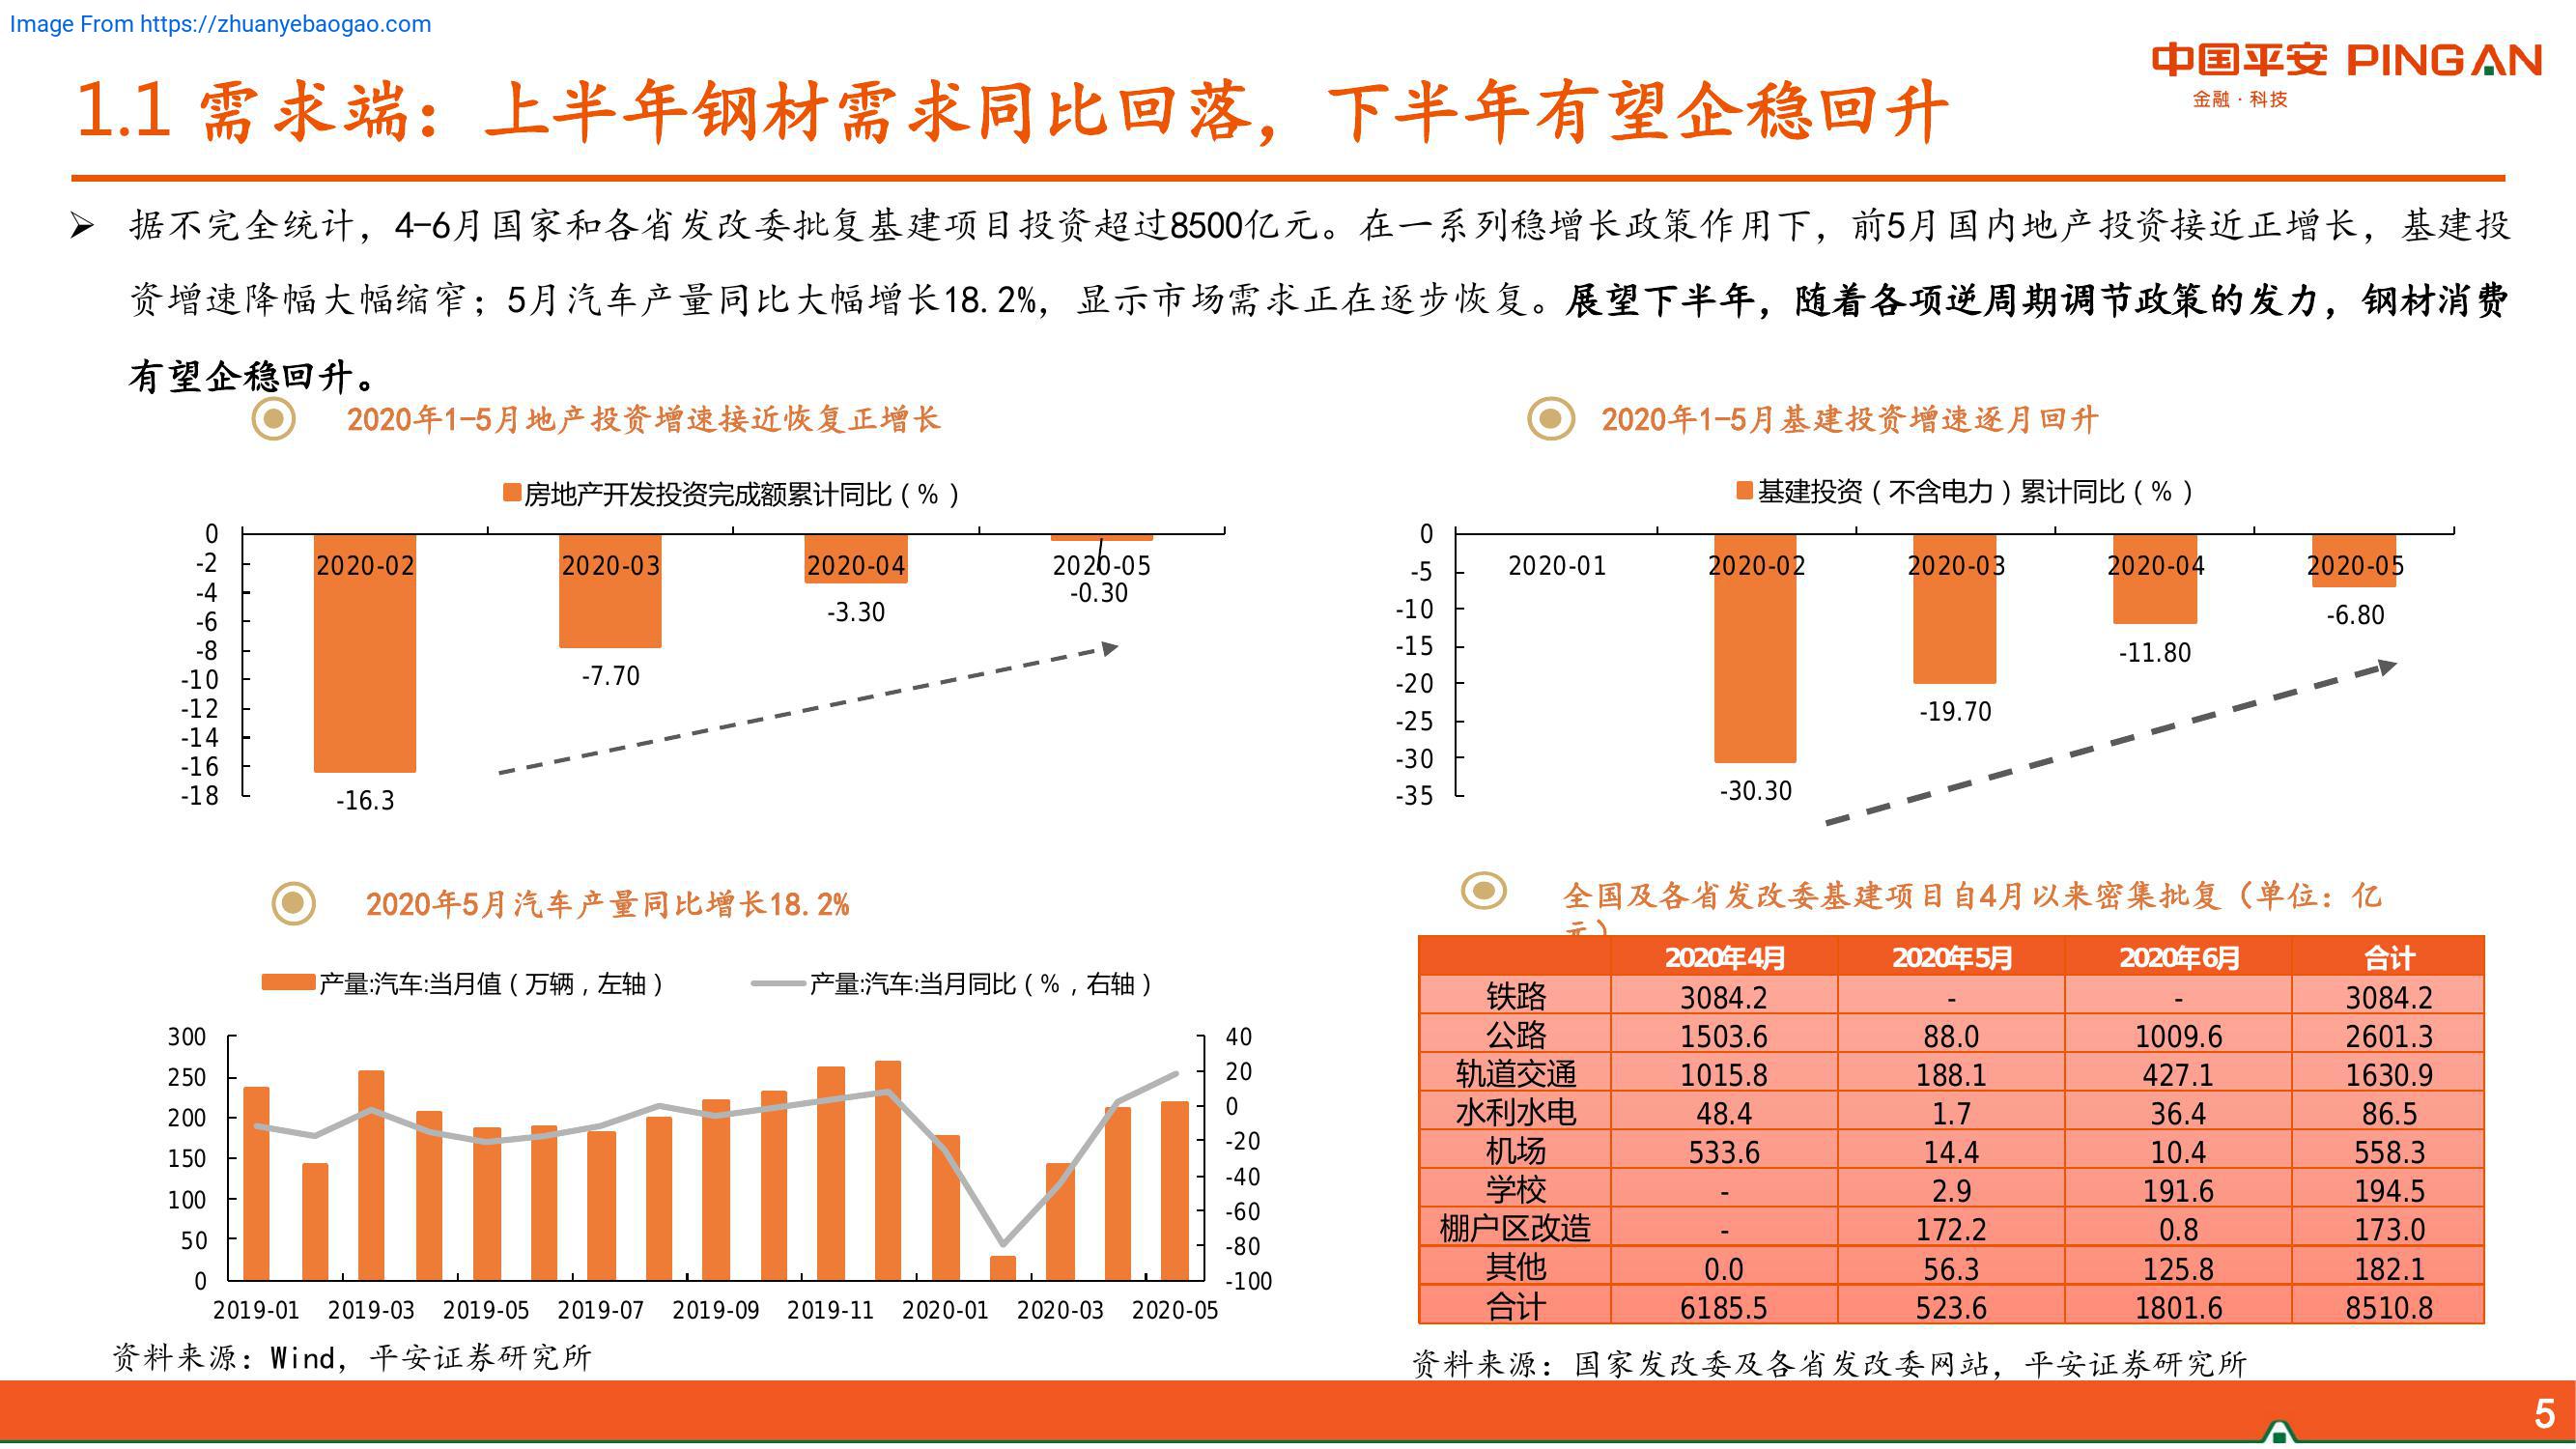 Image From https://zhuanyebaogao.com
中国平安 PINGAN
金融·科技
1.1 需求端：上半年钢材需求同比回落，下半年有望企稳回升
据不完全统计，4-6月国家和各省发改委批复基建项目投资超过8500亿元。在一系列稳增长政策作用下，前5月国内地产投资接近正增长，基建投
资增速降幅大幅缩窄；5月汽车产量同比大幅增长18.2%，显示市场需求正在逐步恢复。展望下半年，随着各项逆周期调节政策的发力，钢材消费
有望企稳回升。
2020年1-5月地产投资增速接近恢复正增长
房地产开发投资完成额累计同比（%）
0
-2
-4
-6
-8
-10
-12
-14
-16
-18
2020-02 2020-03 2020-04 2020-05
-16.3
-7.70
-3.30
-0.30
2020年1-5月基建投资增速逐月回升
基建投资（不含电力）累计同比（%）
0
-5
-10
-15
-20
-25
-30
-35
2020-01 2020-02 2020-03 2020-04 2020-05
-30.30
-19.70
-11.80
-6.80
2020年5月汽车产量同比增长18.2%
产量:汽车:当月值（万辆，左轴） 产量:汽车:当月同比（%，右轴）
300
250
200
150
100
50
0
40
20
0
-20
-40
-60
-80
-100
2019-01 2019-03 2019-05 2019-07 2019-09 2019-11 2020-01 2020-03 2020-05
资料来源：Wind，平安证券研究所
全国及各省发改委基建项目自4月以来密集批复（单位：亿
元）
2020年4月 2020年5月 2020年6月 合计
铁路 3084.2 - - 3084.2
公路 1503.6 88.0 1009.6 2601.3
轨道交通 1015.8 188.1 427.1 1630.9
水利水电 48.4 1.7 36.4 86.5
机场 533.6 14.4 10.4 558.3
学校 - 2.9 191.6 194.5
棚户区改造 - 172.2 0.8 173.0
其他 0.0 56.3 125.8 182.1
合计 6185.5 523.6 1801.6 8510.8
资料来源：国家发改委及各省发改委网站，平安证券研究所
5